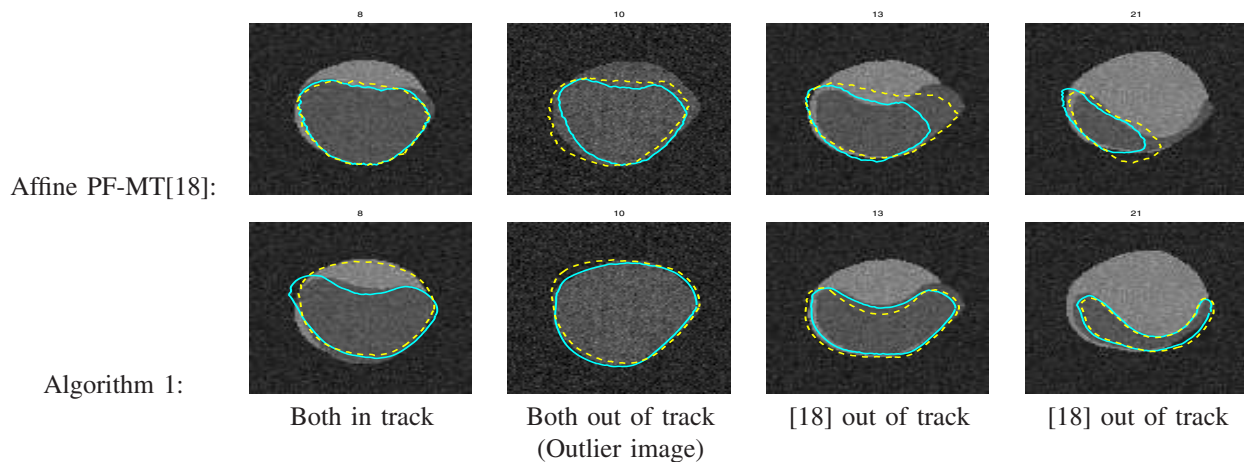 8 10 13 21
Affine PF-MT[18]:
8 10 13 21
Algorithm 1:
Both in track Both out of track [18] out of track [18] out of track
(Outlier image)